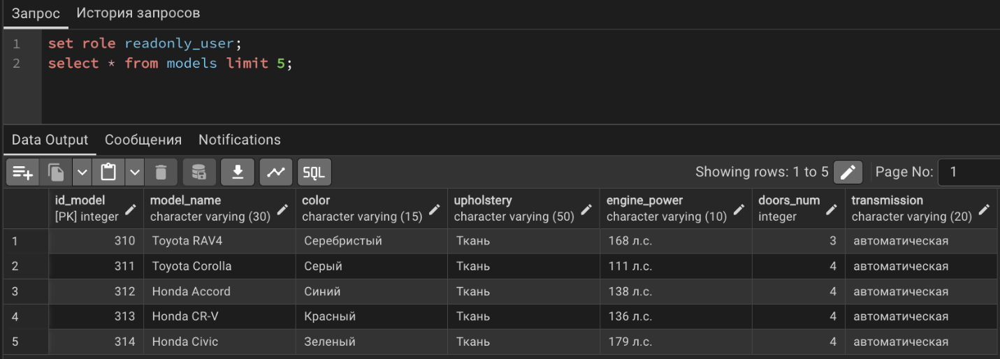 Запрос История запросов
1 set role readonly_user;
2 select * from models limit 5;
Data Output Сообщения Notifications
SQL Showing rows: 1 to 5 Page No: 1
id_model model_name color upholstery engine_power doors_num transmission
[PK] integer character varying (30) character varying (15) character varying (50) character varying (10) integer character varying (20)
1 310 Toyota RAV4 Серебристый Ткань 168 л.с. 3 автоматическая
2 311 Toyota Corolla Серый Ткань 111 л.с. 4 автоматическая
3 312 Honda Accord Синий Ткань 138 л.с. 4 автоматическая
4 313 Honda CR-V Красный Ткань 136 л.с. 4 автоматическая
5 314 Honda Civic Зеленый Ткань 179 л.с. 4 автоматическая